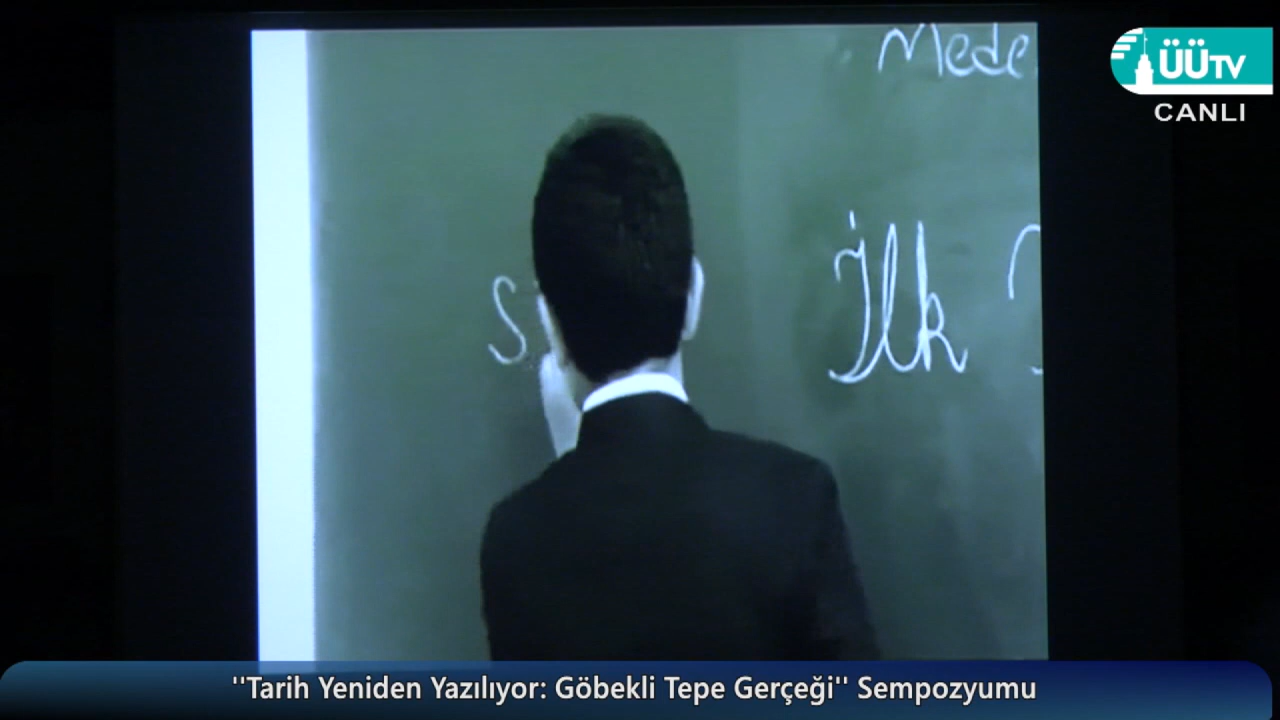 Mede
ÜÜTV
CANLI
İlk
S
"Tarih Yeniden Yazılıyor: Göbekli Tepe Gerçeği" Sempozyumu